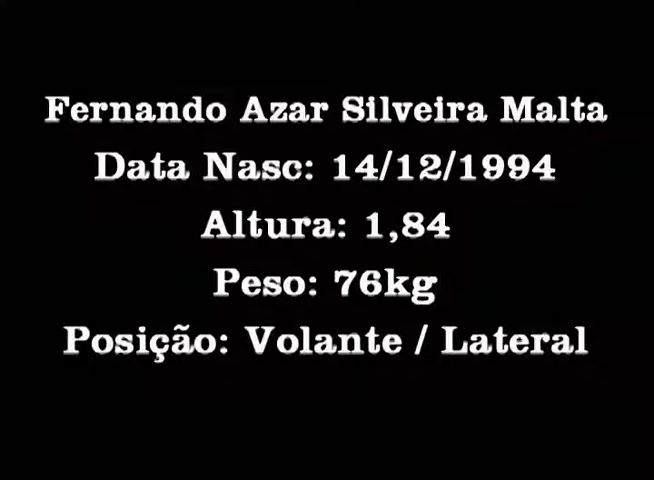 Fernando Azar Silveira Malta
Data Nasc: 14/12/1994
Altura: 1,84
Peso: 76kg
Posição: Volante / Lateral